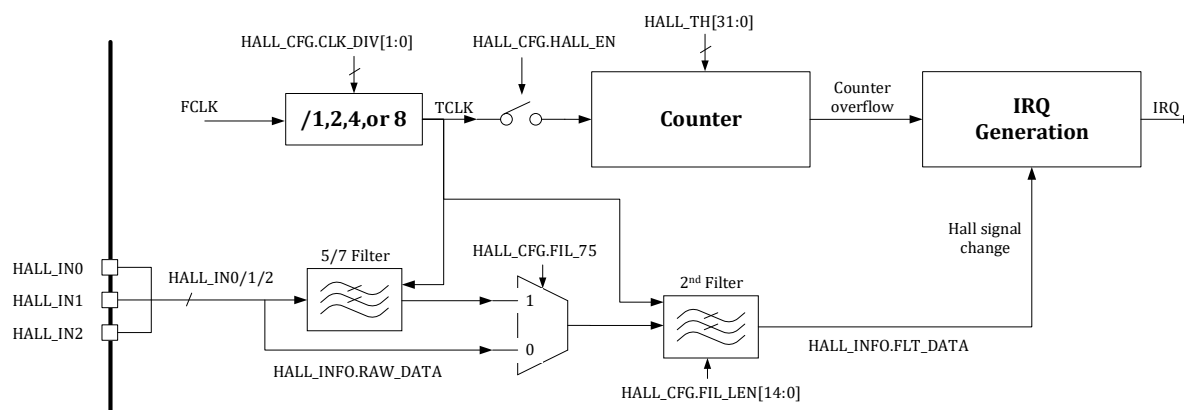 HALL_TH[31:0]
HALL_CFG.CLK_DIV[1:0]
HALL_CFG.HALL_EN
FCLK
/1,2,4,or 8
TCLK
Counter
Counter
overflow
IRQ
Generation
IRQ
HALL_IN0
HALL_IN1
HALL_IN2
HALL_IN0/1/2
5/7 Filter
HALL_CFG.FIL_75
1
0
HALL_INFO.RAW_DATA
2nd Filter
HALL_CFG.FIL_LEN[14:0]
Hall signal
change
HALL_INFO.FLT_DATA